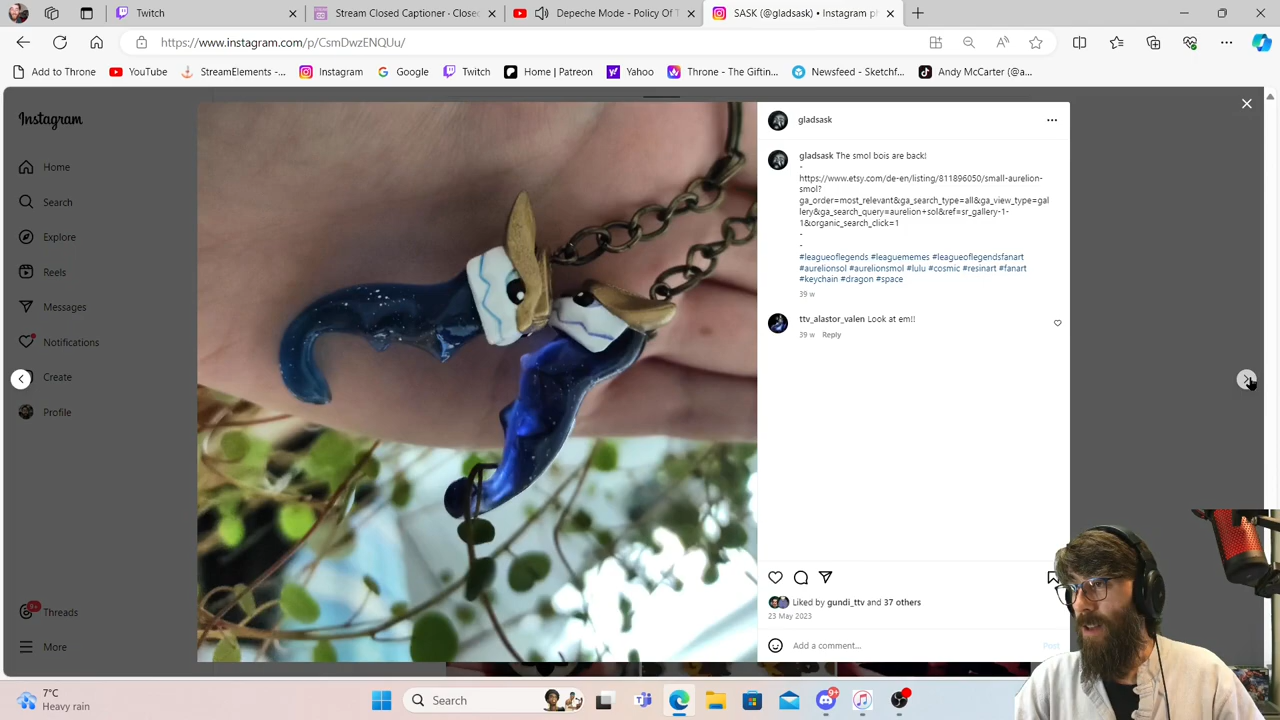 Twitch
Stream Closed Captioner - Closed
Depeche Mode - Policy Of T
SASK (@gladsask) • Instagram ph
https://www.instagram.com/p/CsmDwzENQUu/
Add to Throne
YouTube
StreamElements -...
Instagram
Google
Twitch
Home | Patreon
Yahoo
Throne - The Giftin...
Newsfeed - Sketchf...
Andy McCarter (@a...
Instagram
Home
Search
Explore
Reels
Messages
Notifications
Create
Profile
9+
Threads
More
gladsask
gladsask The smol bois are back!
-
https://www.etsy.com/de-en/listing/811896050/small-aurelion-
smol?
ga_order=most_relevant&ga_search_type=all&ga_view_type=gal
lery&ga_search_query=aurelion+sol&ref=sr_gallery-1-
1&organic_search_click=1
-
-
#leagueoflegends #leaguememes #leagueoflegendsfanart
#aurelionsol #aurelionsmol #lulu #cosmic #resinart #fanart
#keychain #dragon #space
39 w
ttv_alastor_valen Look at em!!
39 w Reply
Liked by gundi_ttv and 37 others
23 May 2023
Add a comment...
Post
7°C
Heavy rain
Search
9+